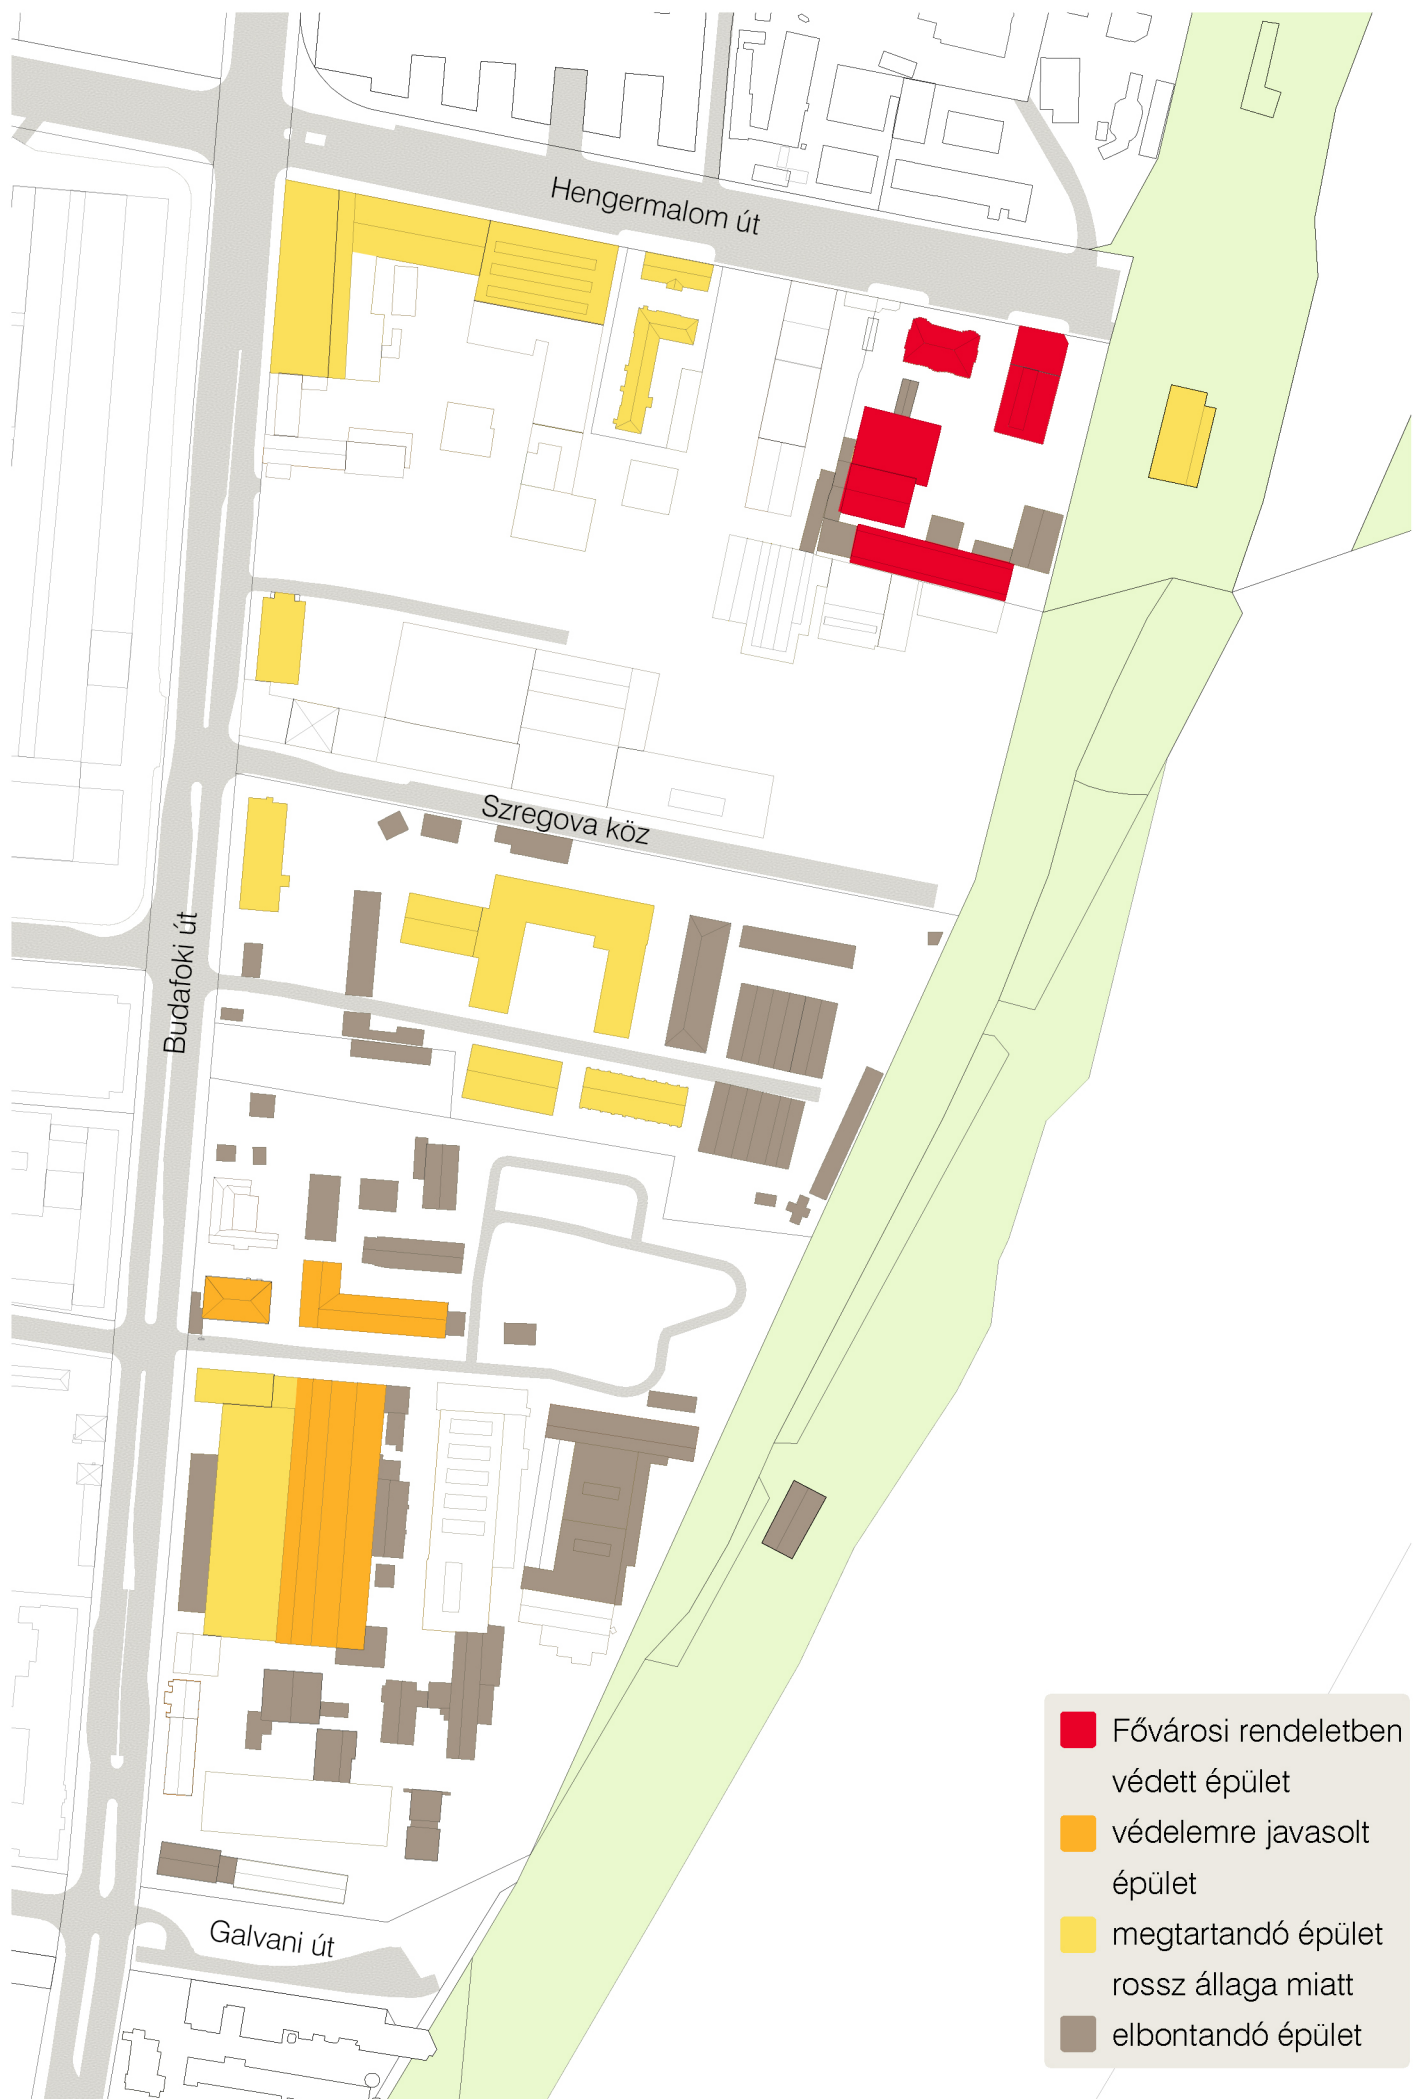 Hengermalom út
Szregova köz
Budafoki út
Fővárosi rendeletben
védett épület
védelemre javasolt
épület
megtartandó épület
rossz állaga miatt
elbontandó épület
Galvani út